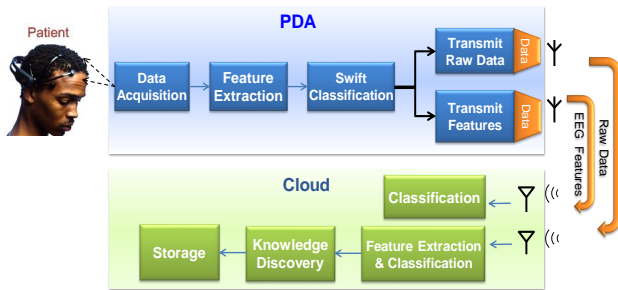 Patient
PDA
Data
Acquisition
Feature
Extraction
Swift
Classification
Transmit
Raw Data
Data
Transmit
Features
Data
Raw Data
EEG Features
Cloud
Classification
Storage
Knowledge
Discovery
Feature Extraction
& Classification